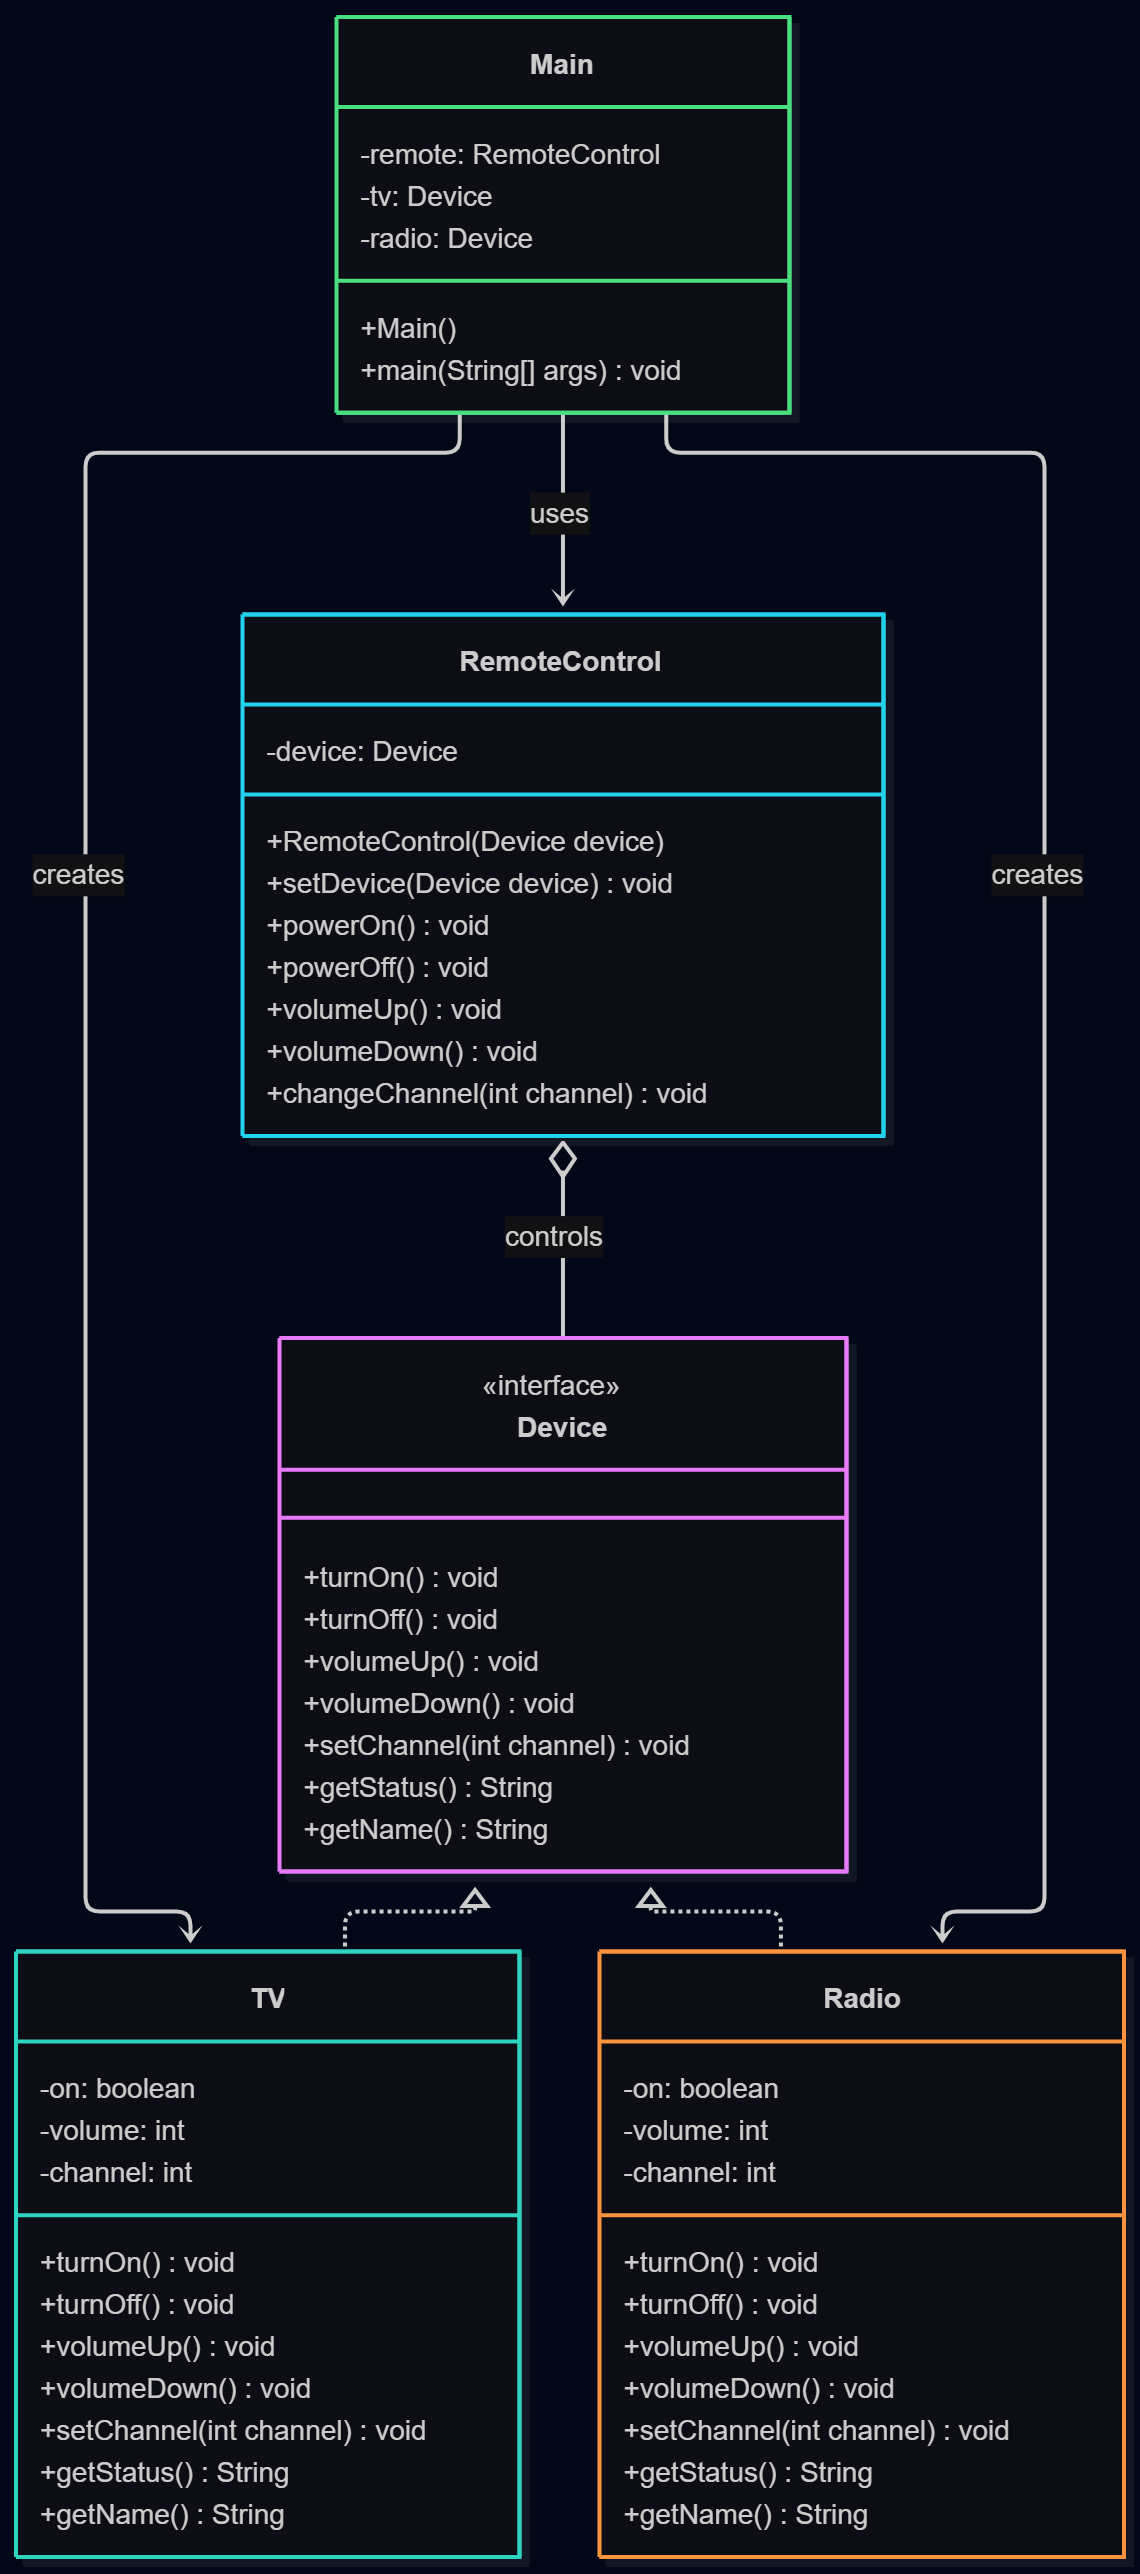 Main
-remote: RemoteControl
-tv: Device
-radio: Device
+Main()
+main(String[] args) : void
uses
RemoteControl
-device: Device
+RemoteControl(Device device)
+setDevice(Device device) : void
+powerOn() : void
+powerOff() : void
+volumeUp() : void
+volumeDown() : void
+changeChannel(int channel) : void
creates
creates
controls
«interface»
Device
+turnOn() : void
+turnOff() : void
+volumeUp() : void
+volumeDown() : void
+setChannel(int channel) : void
+getStatus() : String
+getName() : String
TV
-on: boolean
-volume: int
-channel: int
+turnOn() : void
+turnOff() : void
+volumeUp() : void
+volumeDown() : void
+setChannel(int channel) : void
+getStatus() : String
+getName() : String
Radio
-on: boolean
-volume: int
-channel: int
+turnOn() : void
+turnOff() : void
+volumeUp() : void
+volumeDown() : void
+setChannel(int channel) : void
+getStatus() : String
+getName() : String